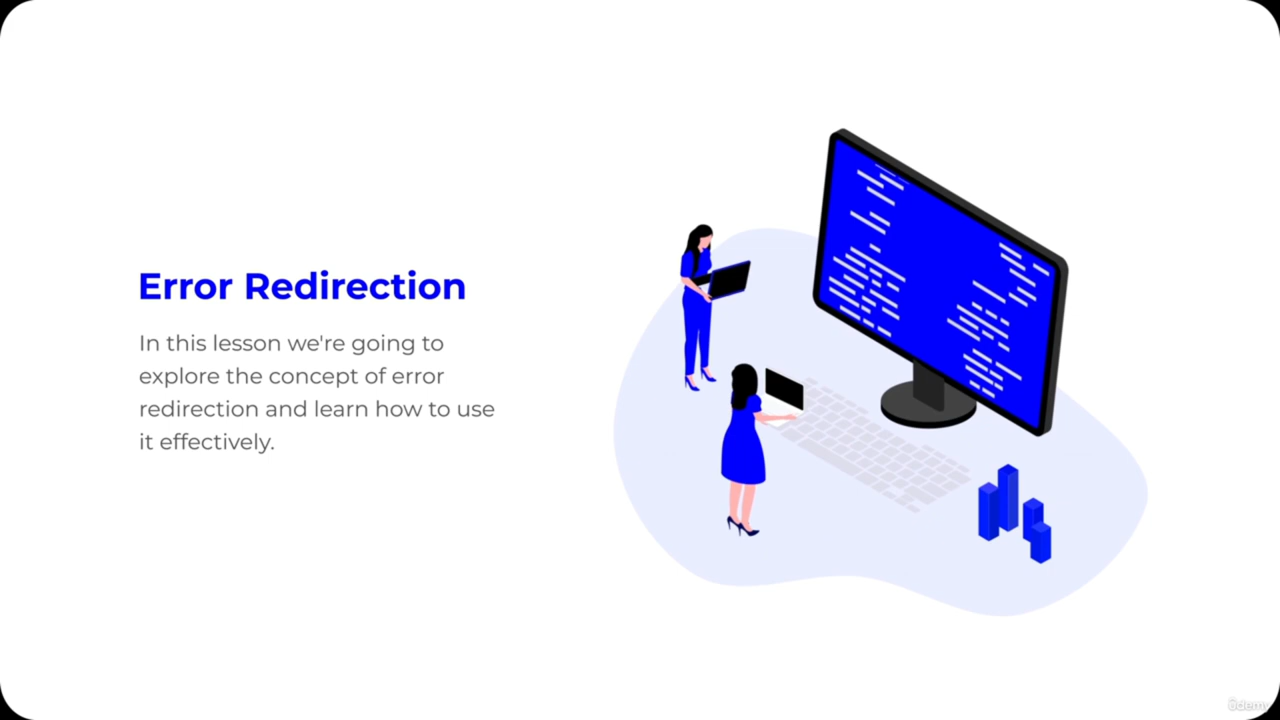 Error Redirection
In this lesson we're going to
explore the concept of error
redirection and learn how to use
it effectively.
ûdemy